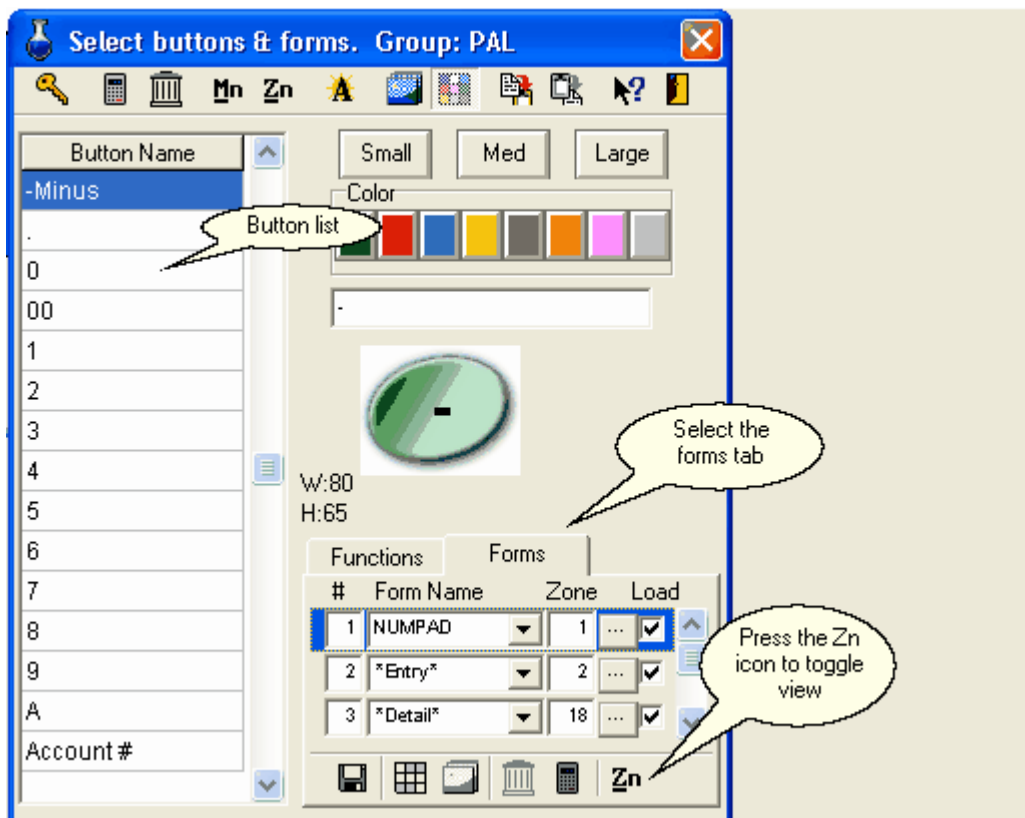 Select buttons & forms. Group: PAL
Mn Zn A ?
Button Name
-Minus
.
0
00
1
2
3
4
5
6
7
8
9
A
Account #
Button list
Small Med Large
Color
-
-
W:80
H:65
Select the
forms tab
Functions Forms
# Form Name Zone Load
1 NUMPAD 1 ...
2 *Entry* 2 ...
3 *Detail* 18 ...
Zn
Press the Zn
icon to toggle
view